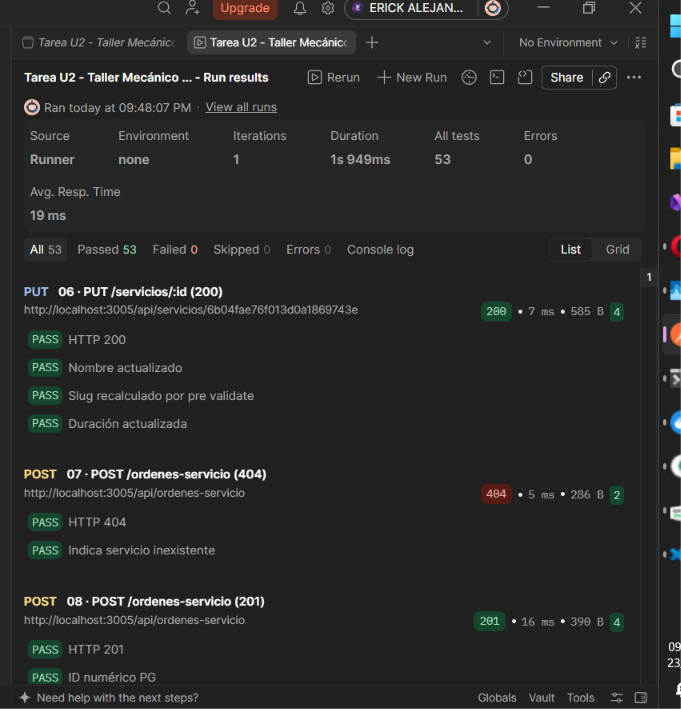 Upgrade
E ERICK ALEJAN...
Tarea U2 - Taller Mecánic
Tarea U2 - Taller Mecánic
No Environment
Tarea U2 - Taller Mecánico ... - Run results
Rerun
New Run
Share
Ran today at 09:48:07 PM · View all runs
Source Environment Iterations Duration All tests Errors
Runner none 1 1s 949ms 53 0
Avg. Resp. Time
19 ms
All 53 Passed 53 Failed 0 Skipped 0 Errors 0 Console log List Grid
1
PUT 06 · PUT /servicios/:id (200)
http://localhost:3005/api/servicios/6b04fae76f013d0a1869743e 200 • 7 ms • 585 B 4
PASS HTTP 200
PASS Nombre actualizado
PASS Slug recalculado por pre validate
PASS Duración actualizada
POST 07 · POST /ordenes-servicio (404)
http://localhost:3005/api/ordenes-servicio 404 • 5 ms • 286 B 2
PASS HTTP 404
PASS Indica servicio inexistente
POST 08 · POST /ordenes-servicio (201)
http://localhost:3005/api/ordenes-servicio 201 • 16 ms • 390 B 4
PASS HTTP 201
PASS ID numérico PG
Need help with the next steps? Globals Vault Tools
09
23